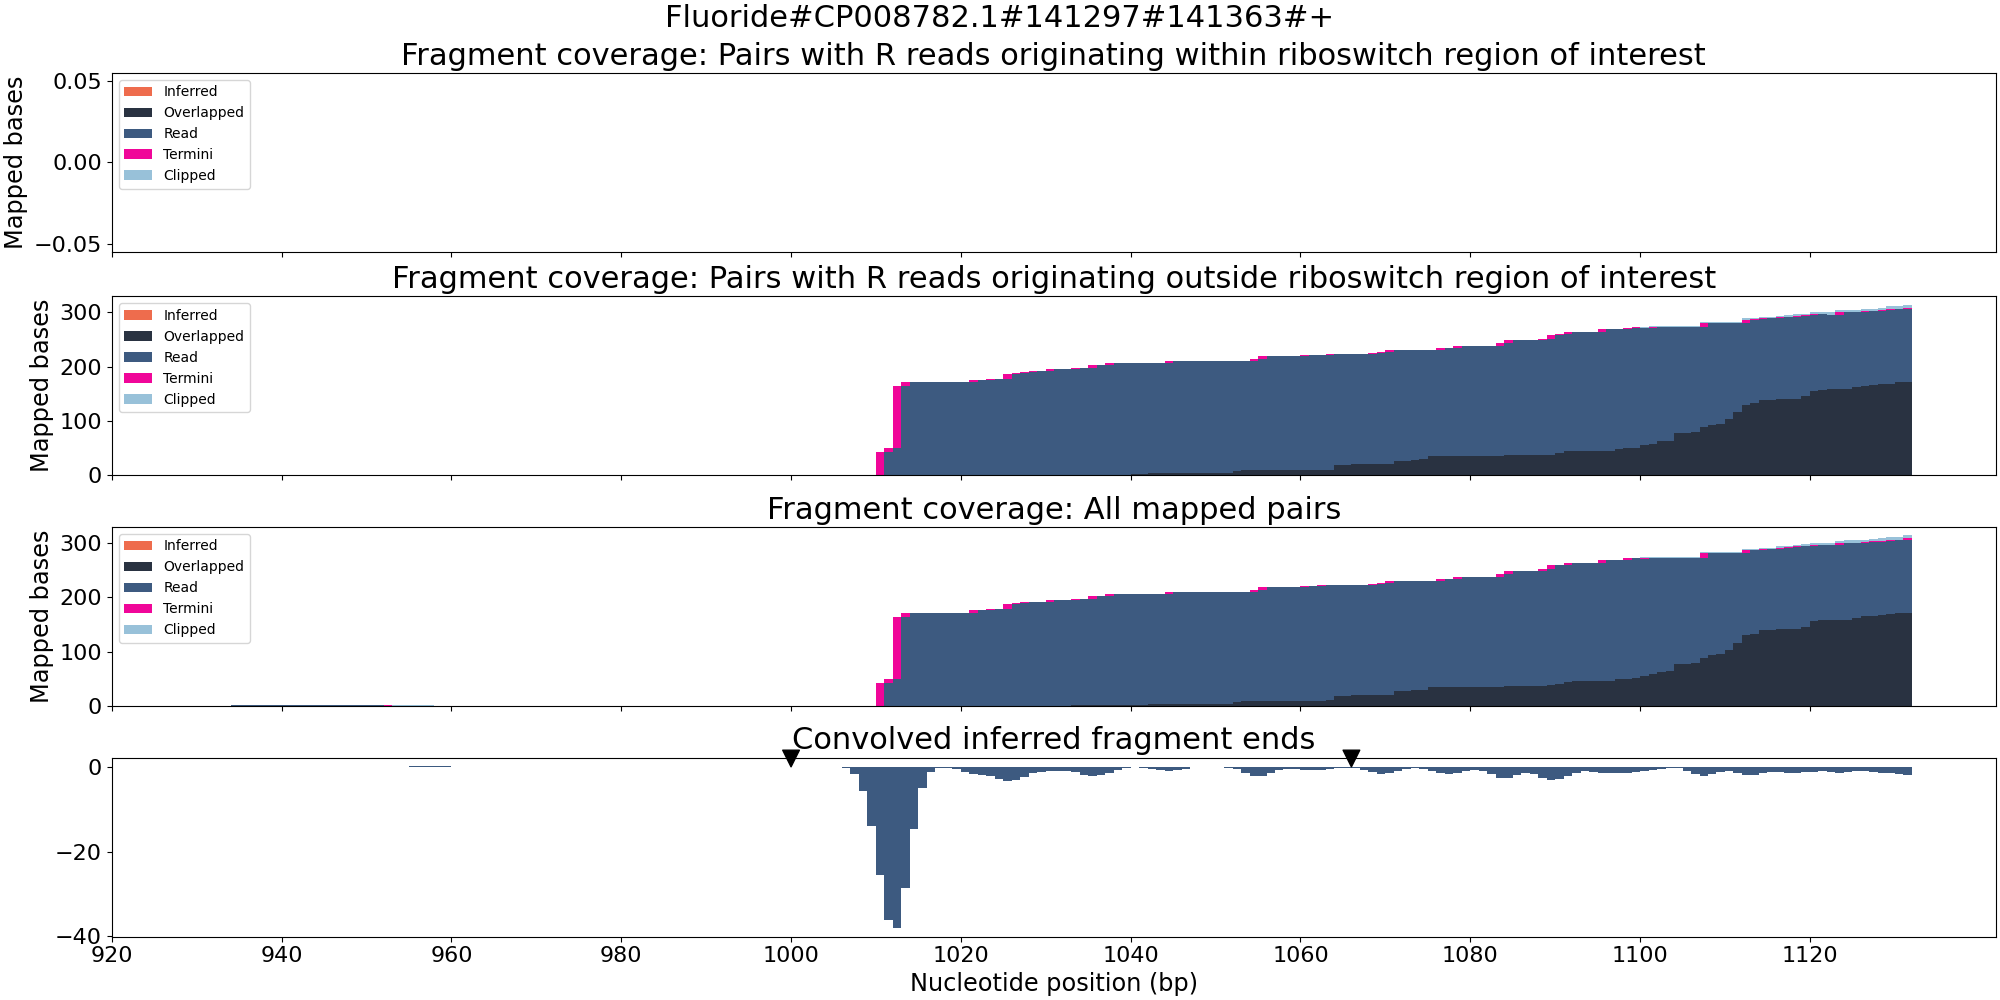 Fluoride#CP008782.1#141297#141363#+
Fragment coverage: Pairs with R reads originating within riboswitch region of interest
Mapped bases
0.05
0.00
−0.05
Inferred
Overlapped
Read
Termini
Clipped
Fragment coverage: Pairs with R reads originating outside riboswitch region of interest
Mapped bases
300
200
100
0
Inferred
Overlapped
Read
Termini
Clipped
Fragment coverage: All mapped pairs
Mapped bases
300
200
100
0
Inferred
Overlapped
Read
Termini
Clipped
Convolved inferred fragment ends
0
−20
−40
920 940 960 980 1000 1020 1040 1060 1080 1100 1120
Nucleotide position (bp)